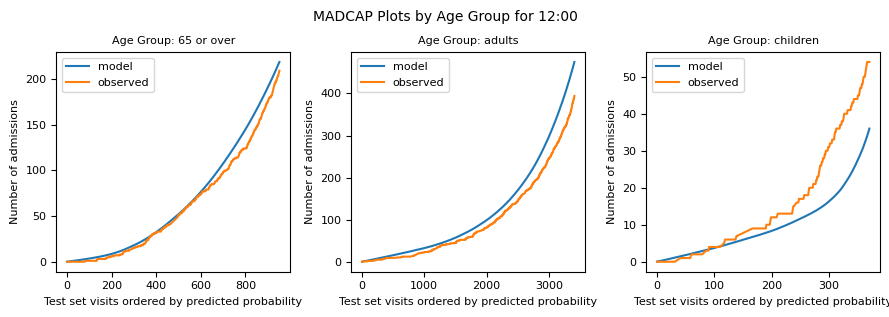 MADCAP Plots by Age Group for 12:00
Age Group: 65 or over
model
observed
Number of admissions
200
150
100
50
0
0 200 400 600 800
Test set visits ordered by predicted probability
Age Group: adults
model
observed
Number of admissions
400
300
200
100
0
0 1000 2000 3000
Test set visits ordered by predicted probability
Age Group: children
model
observed
Number of admissions
50
40
30
20
10
0
0 100 200 300
Test set visits ordered by predicted probability